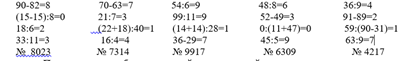 90-82=8 70-63=7 54:6=9 48:8=6 36:9=4
(15-15):8=0 21:7=3 99:11=9 52-49=3 91-89=2
18:6=2 (22+18):40=1 (14+14):28=1 0:(11+47)=0 59:(90-31)=1
33:11=3 16:4=4 36-29=7 45:5=9 63:9=7
№ 8023 № 7314 № 9917 № 6309 № 4217